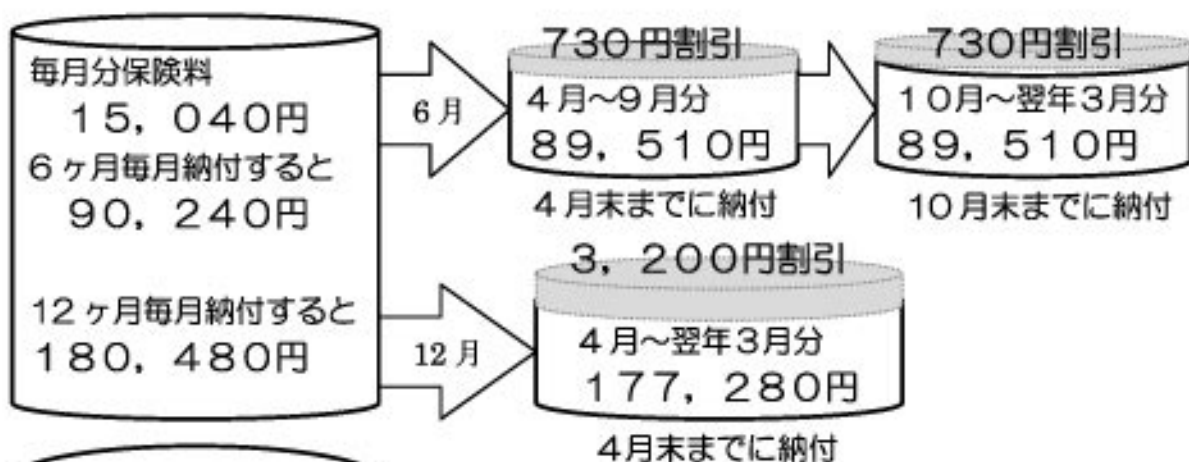 毎月分保険料
15,040円
6ヶ月毎月納付すると
90,240円
12ヶ月毎月納付すると
180,480円
6月
730円割引
4月～9月分
89,510円
4月末までに納付
730円割引
10月～翌年3月分
89,510円
10月末までに納付
12月
3,200円割引
4月～翌年3月分
177,280円
4月末までに納付